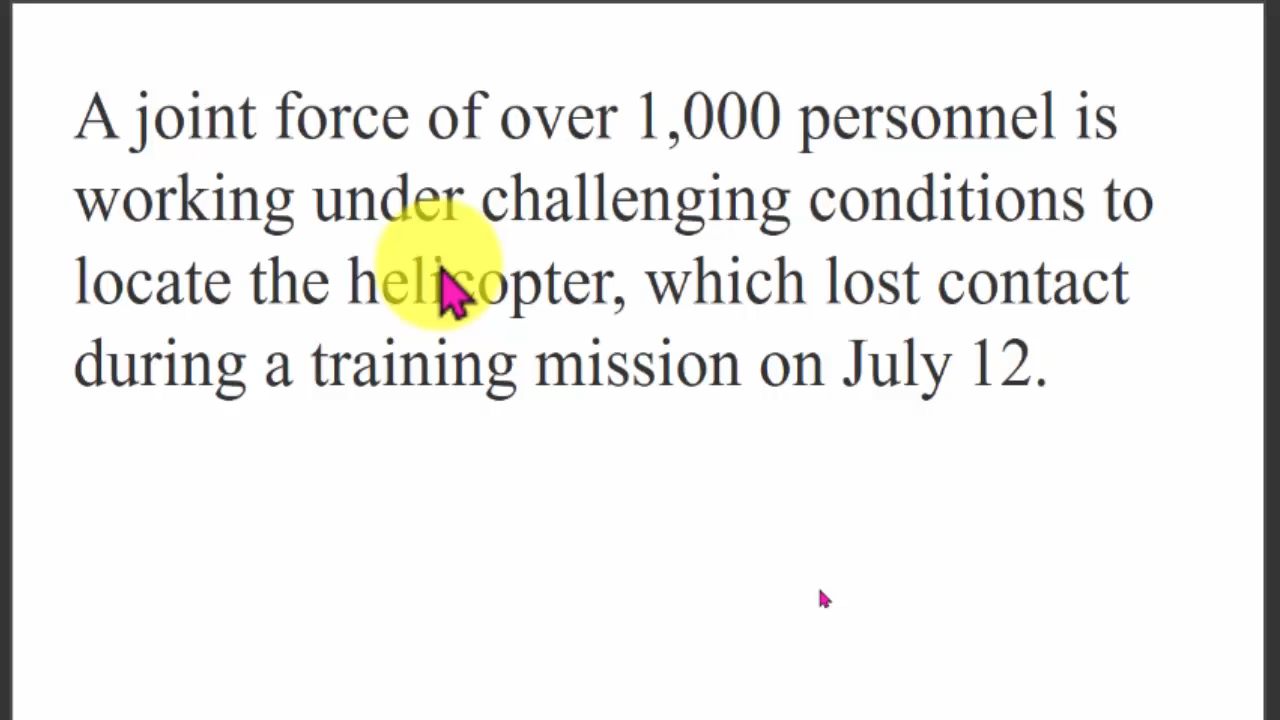 A joint force of over 1,000 personnel is
working under challenging conditions to
locate the helicopter, which lost contact
during a training mission on July 12.